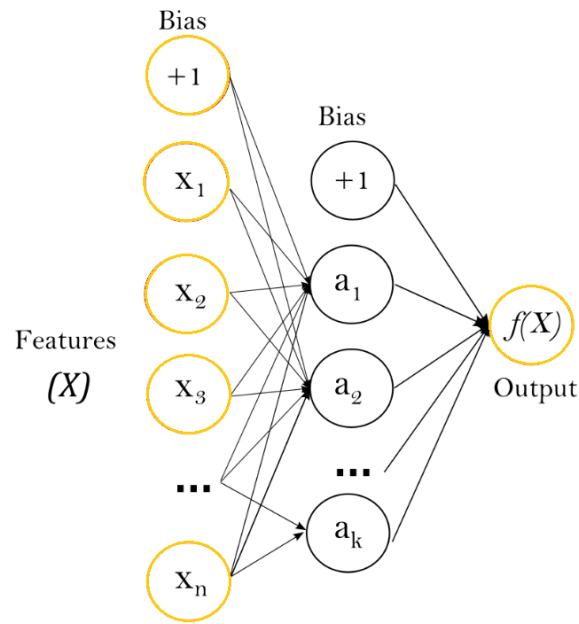 Bias
+1
x1
x2
x3
...
xn
Features
(X)
Bias
+1
a1
a2
...
ak
f(X)
Output